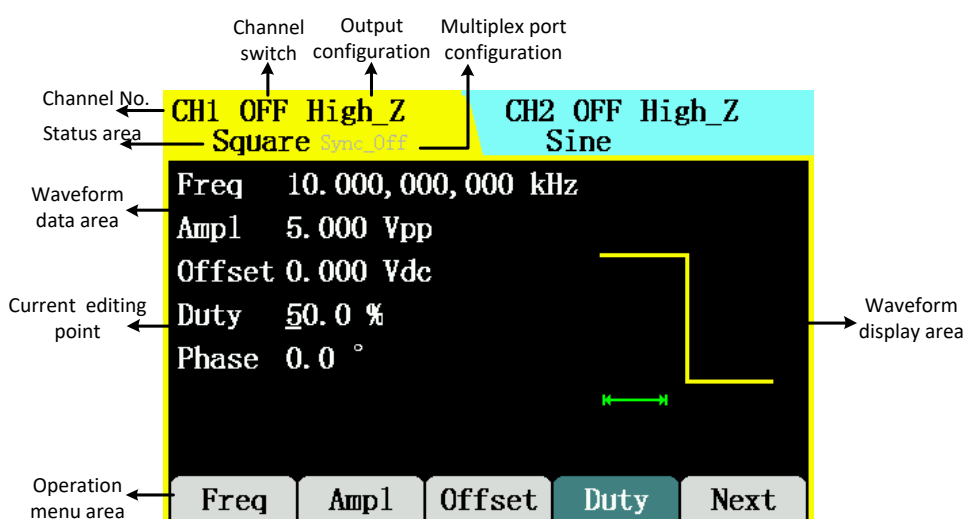 Channel switch
Output configuration
Multiplex port configuration
Channel No.
Status area
CH1 OFF High_Z
Square Sync_Off
CH2 OFF High_Z
Sine
Waveform data area
Freq 10.000,000,000 kHz
Ampl 5.000 Vpp
Offset 0.000 Vdc
Current editing point
Duty 50.0 %
Phase 0.0 °
Waveform display area
Operation menu area
Freq Ampl Offset Duty Next